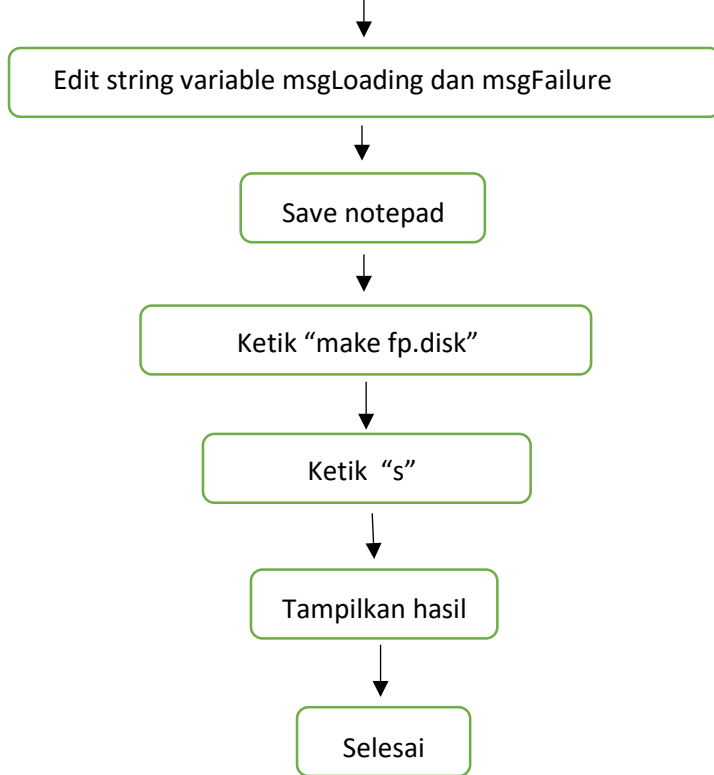 Edit string variable msgLoading dan msgFailure
Save notepad
Ketik “make fp.disk”
Ketik “s”
Tampilkan hasil
Selesai